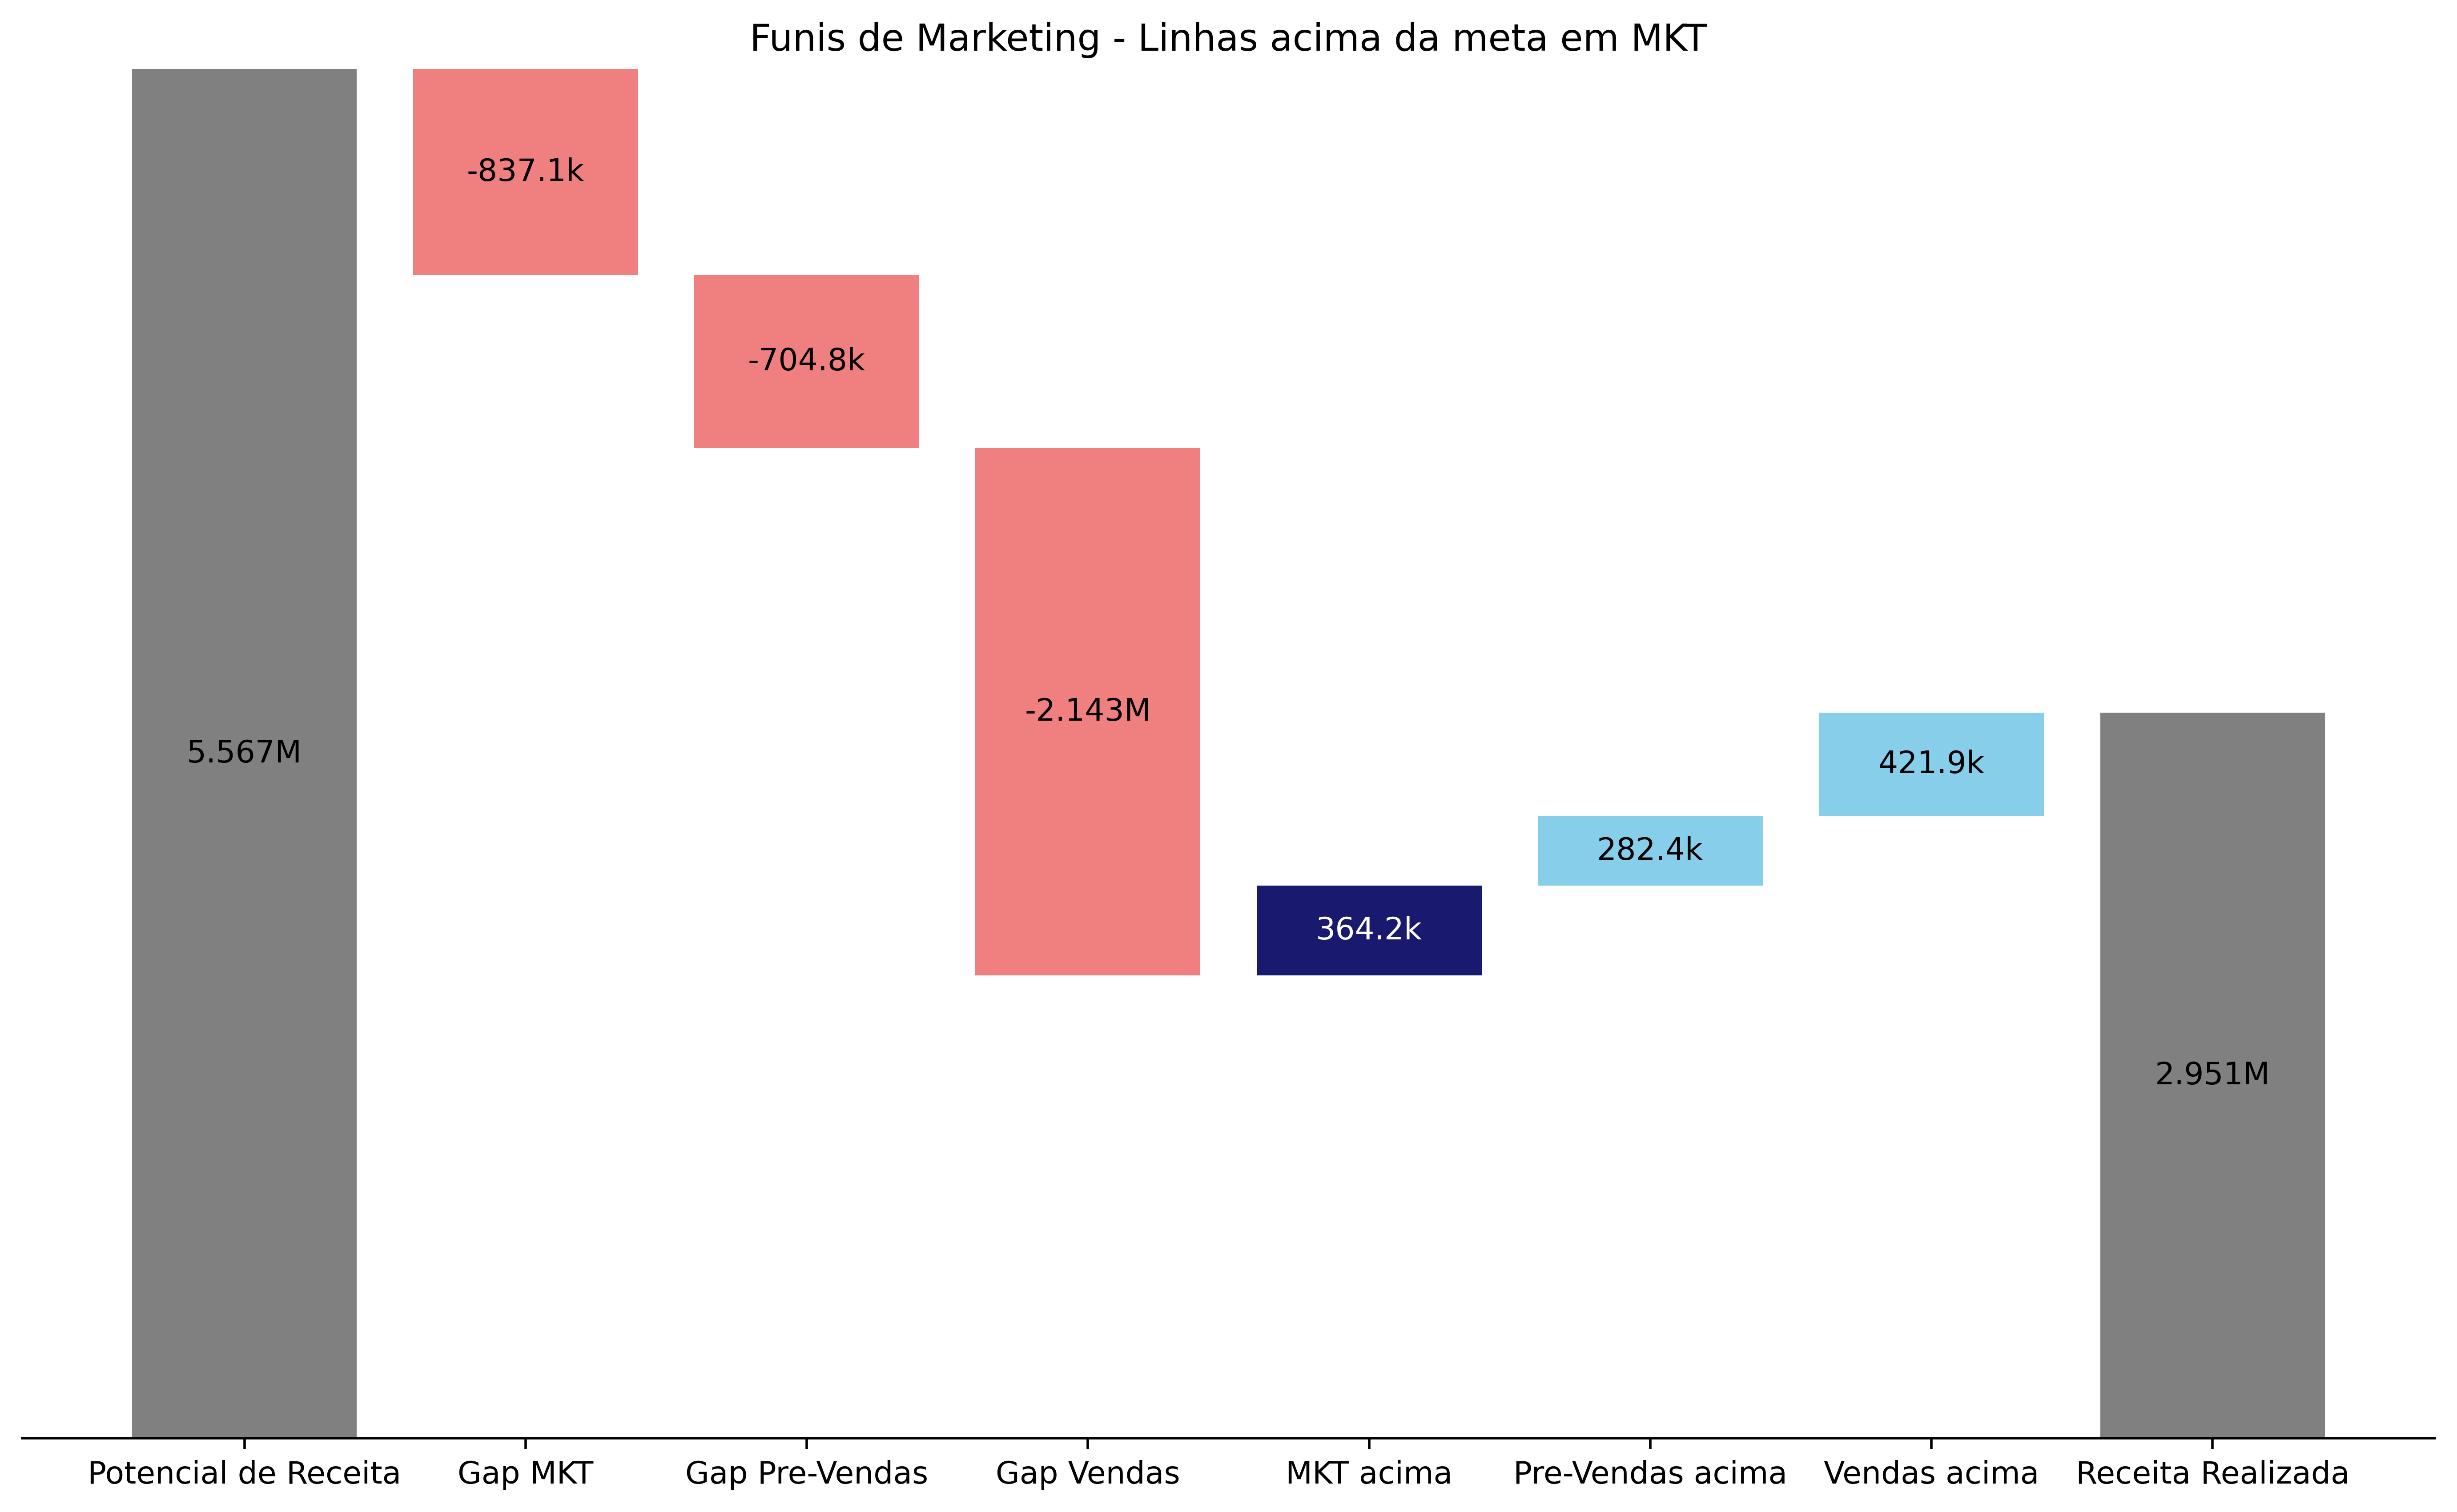 Funis de Marketing - Linhas acima da meta em MKT
-837.1k
-704.8k
-2.143M
5.567M
364.2k
282.4k
421.9k
2.951M
Potencial de Receita
Gap MKT
Gap Pre-Vendas
Gap Vendas
MKT acima
Pre-Vendas acima
Vendas acima
Receita Realizada